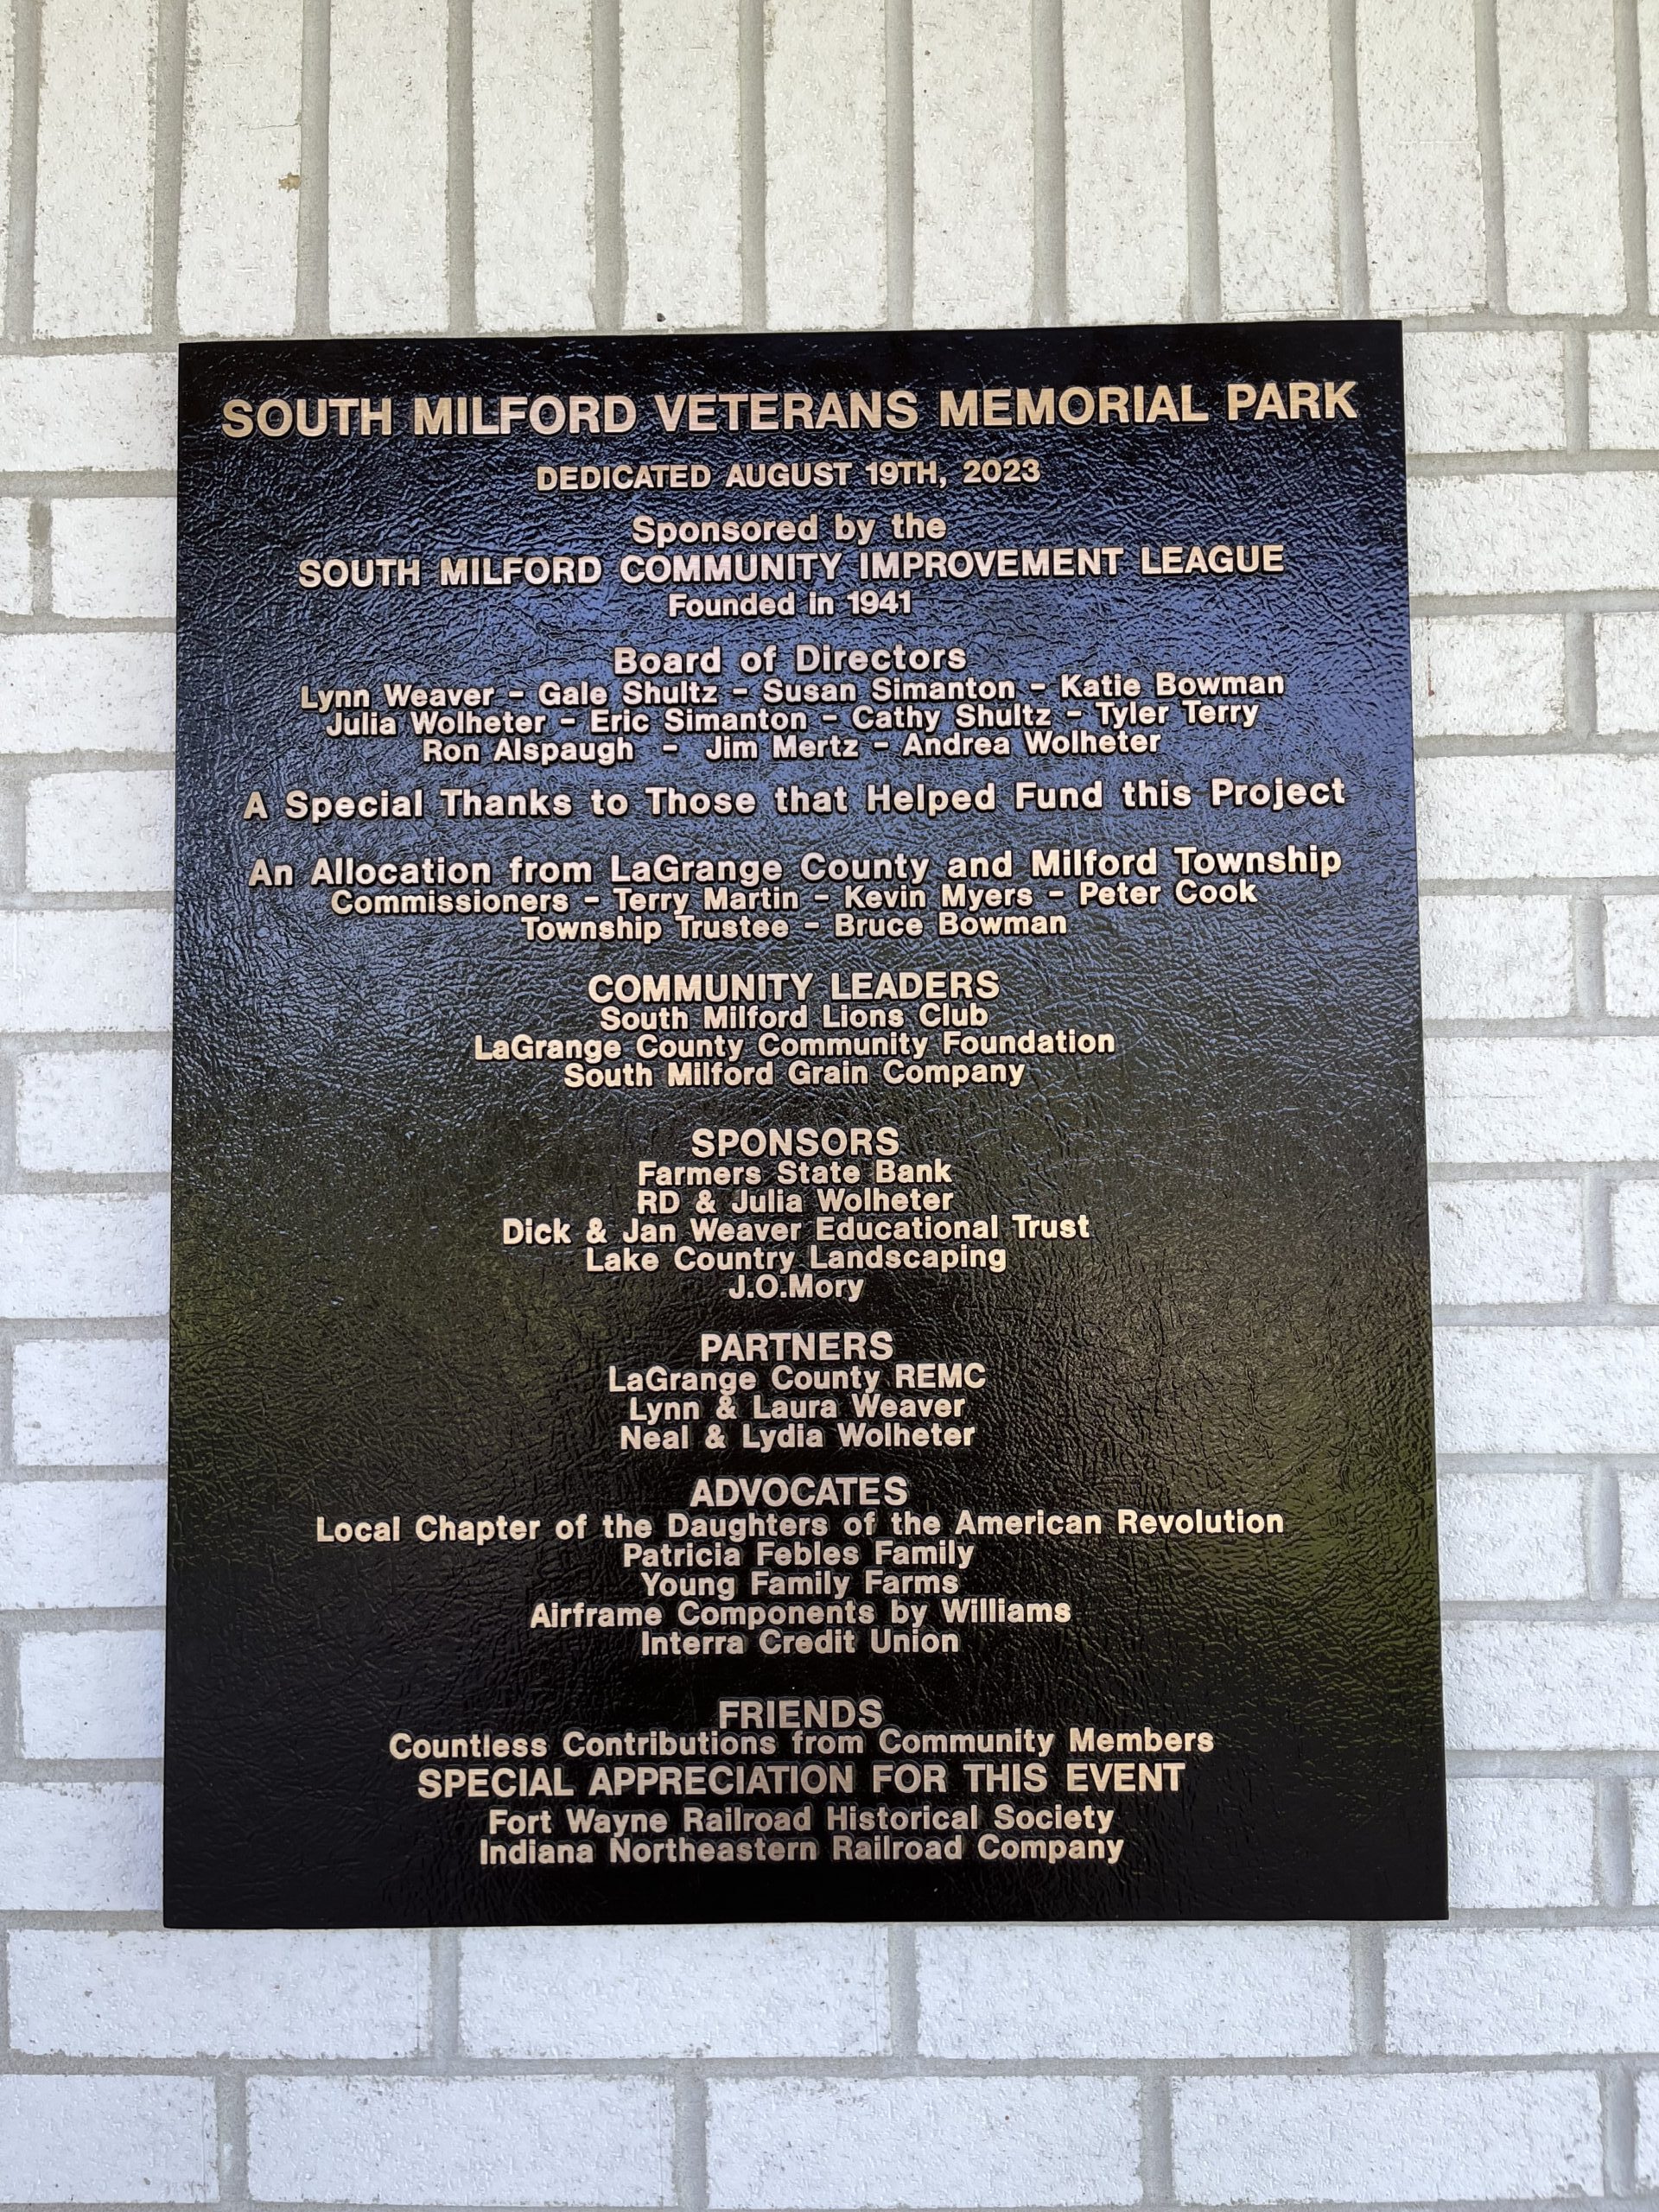 SOUTH MILFORD VETERANS MEMORIAL PARK
DEDICATED AUGUST 19TH, 2023
Sponsored by the
SOUTH MILFORD COMMUNITY IMPROVEMENT LEAGUE
Founded in 1941
Board of Directors
Lynn Weaver - Gale Shultz - Susan Simanton - Katie Bowman
Julia Wolheter - Eric Simanton - Cathy Shultz - Tyler Terry
Ron Alspaugh - Jim Mertz - Andrea Wolheter
A Special Thanks to Those that Helped Fund this Project
An Allocation from LaGrange County and Milford Township
Commissioners - Terry Martin - Kevin Myers - Peter Cook
Township Trustee - Bruce Bowman
COMMUNITY LEADERS
South Milford Lions Club
LaGrange County Community Foundation
South Milford Grain Company
SPONSORS
Farmers State Bank
RD & Julia Wolheter
Dick & Jan Weaver Educational Trust
Lake Country Landscaping
J.O.Mory
PARTNERS
LaGrange County REMC
Lynn & Laura Weaver
Neal & Lydia Wolheter
ADVOCATES
Local Chapter of the Daughters of the American Revolution
Patricia Febles Family
Young Family Farms
Airframe Components by Williams
Interra Credit Union
FRIENDS
Countless Contributions from Community Members
SPECIAL APPRECIATION FOR THIS EVENT
Fort Wayne Railroad Historical Society
Indiana Northeastern Railroad Company